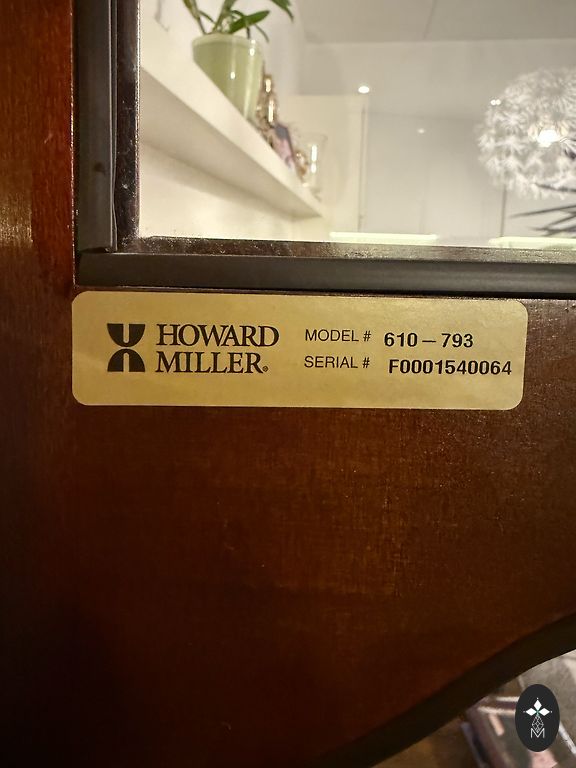 HOWARD MILLER®
MODEL # 610-793
SERIAL # F0001540064
M